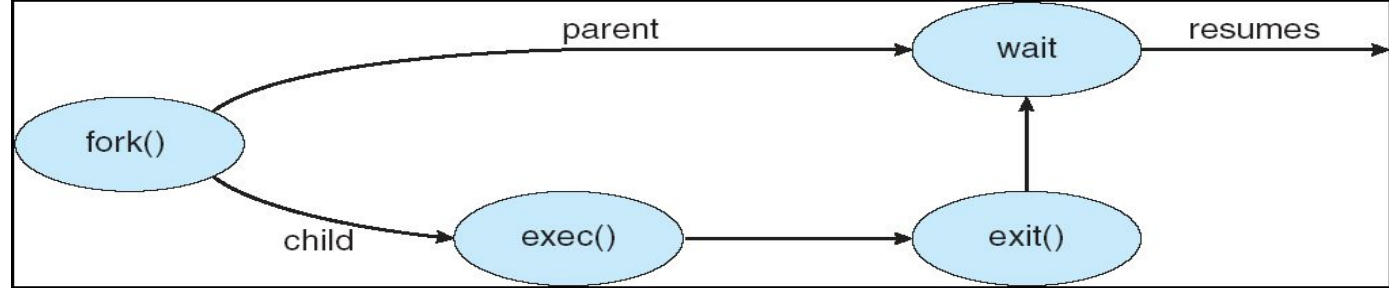 parent
wait
resumes
fork()
child
exec()
exit()